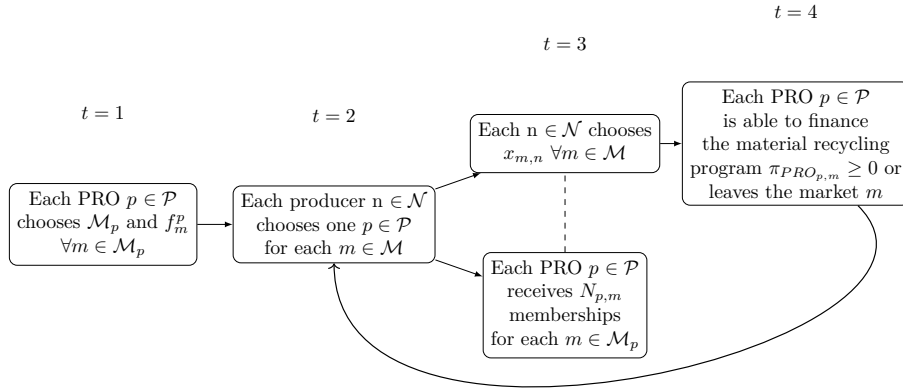 t = 4
t = 3
t = 1
t = 2
Each PRO p ∈ 𝒫
chooses ℳ_p and f_m^p
∀m ∈ ℳ_p
Each producer n ∈ 𝒩
chooses one p ∈ 𝒫
for each m ∈ ℳ
Each n ∈ 𝒩 chooses
x_{m,n} ∀m ∈ ℳ
Each PRO p ∈ 𝒫
receives N_{p,m}
memberships
for each m ∈ ℳ_p
Each PRO p ∈ 𝒫
is able to finance
the material recycling
program π_{PRO_{p,m}} ≥ 0 or
leaves the market m